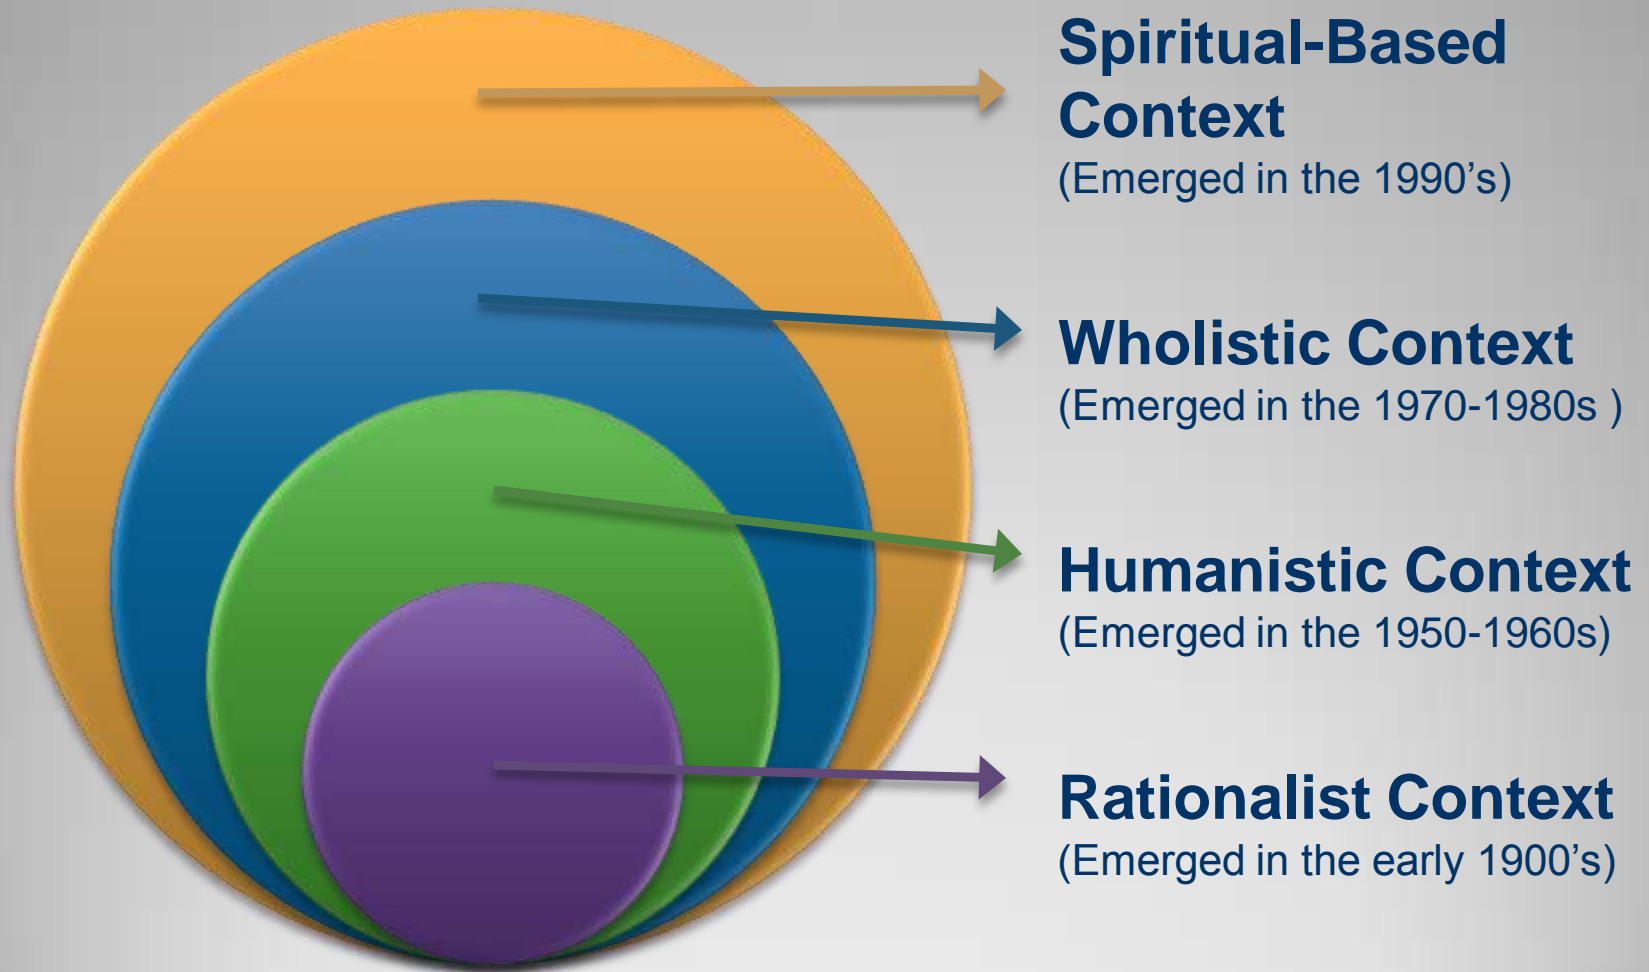 Spiritual-Based
Context
(Emerged in the 1990’s)
Wholistic Context
(Emerged in the 1970-1980s )
Humanistic Context
(Emerged in the 1950-1960s)
Rationalist Context
(Emerged in the early 1900’s)